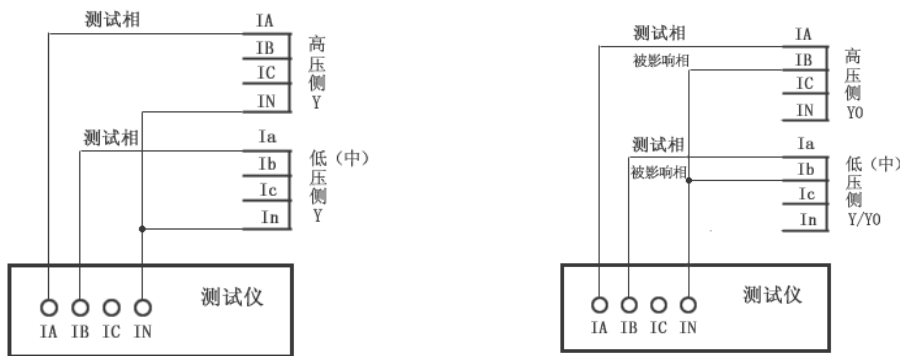 测试相
IA
IB
IC
IN
高
压
侧
Y
测试相
Ia
Ib
Ic
In
低（中）
压
侧
Y
测试仪
IA IB IC IN
测试相
被影响相
IA
IB
IC
IN
高
压
侧
Y0
测试相
被影响相
Ia
Ib
Ic
In
低（中）
压
侧
Y/Y0
测试仪
IA IB IC IN